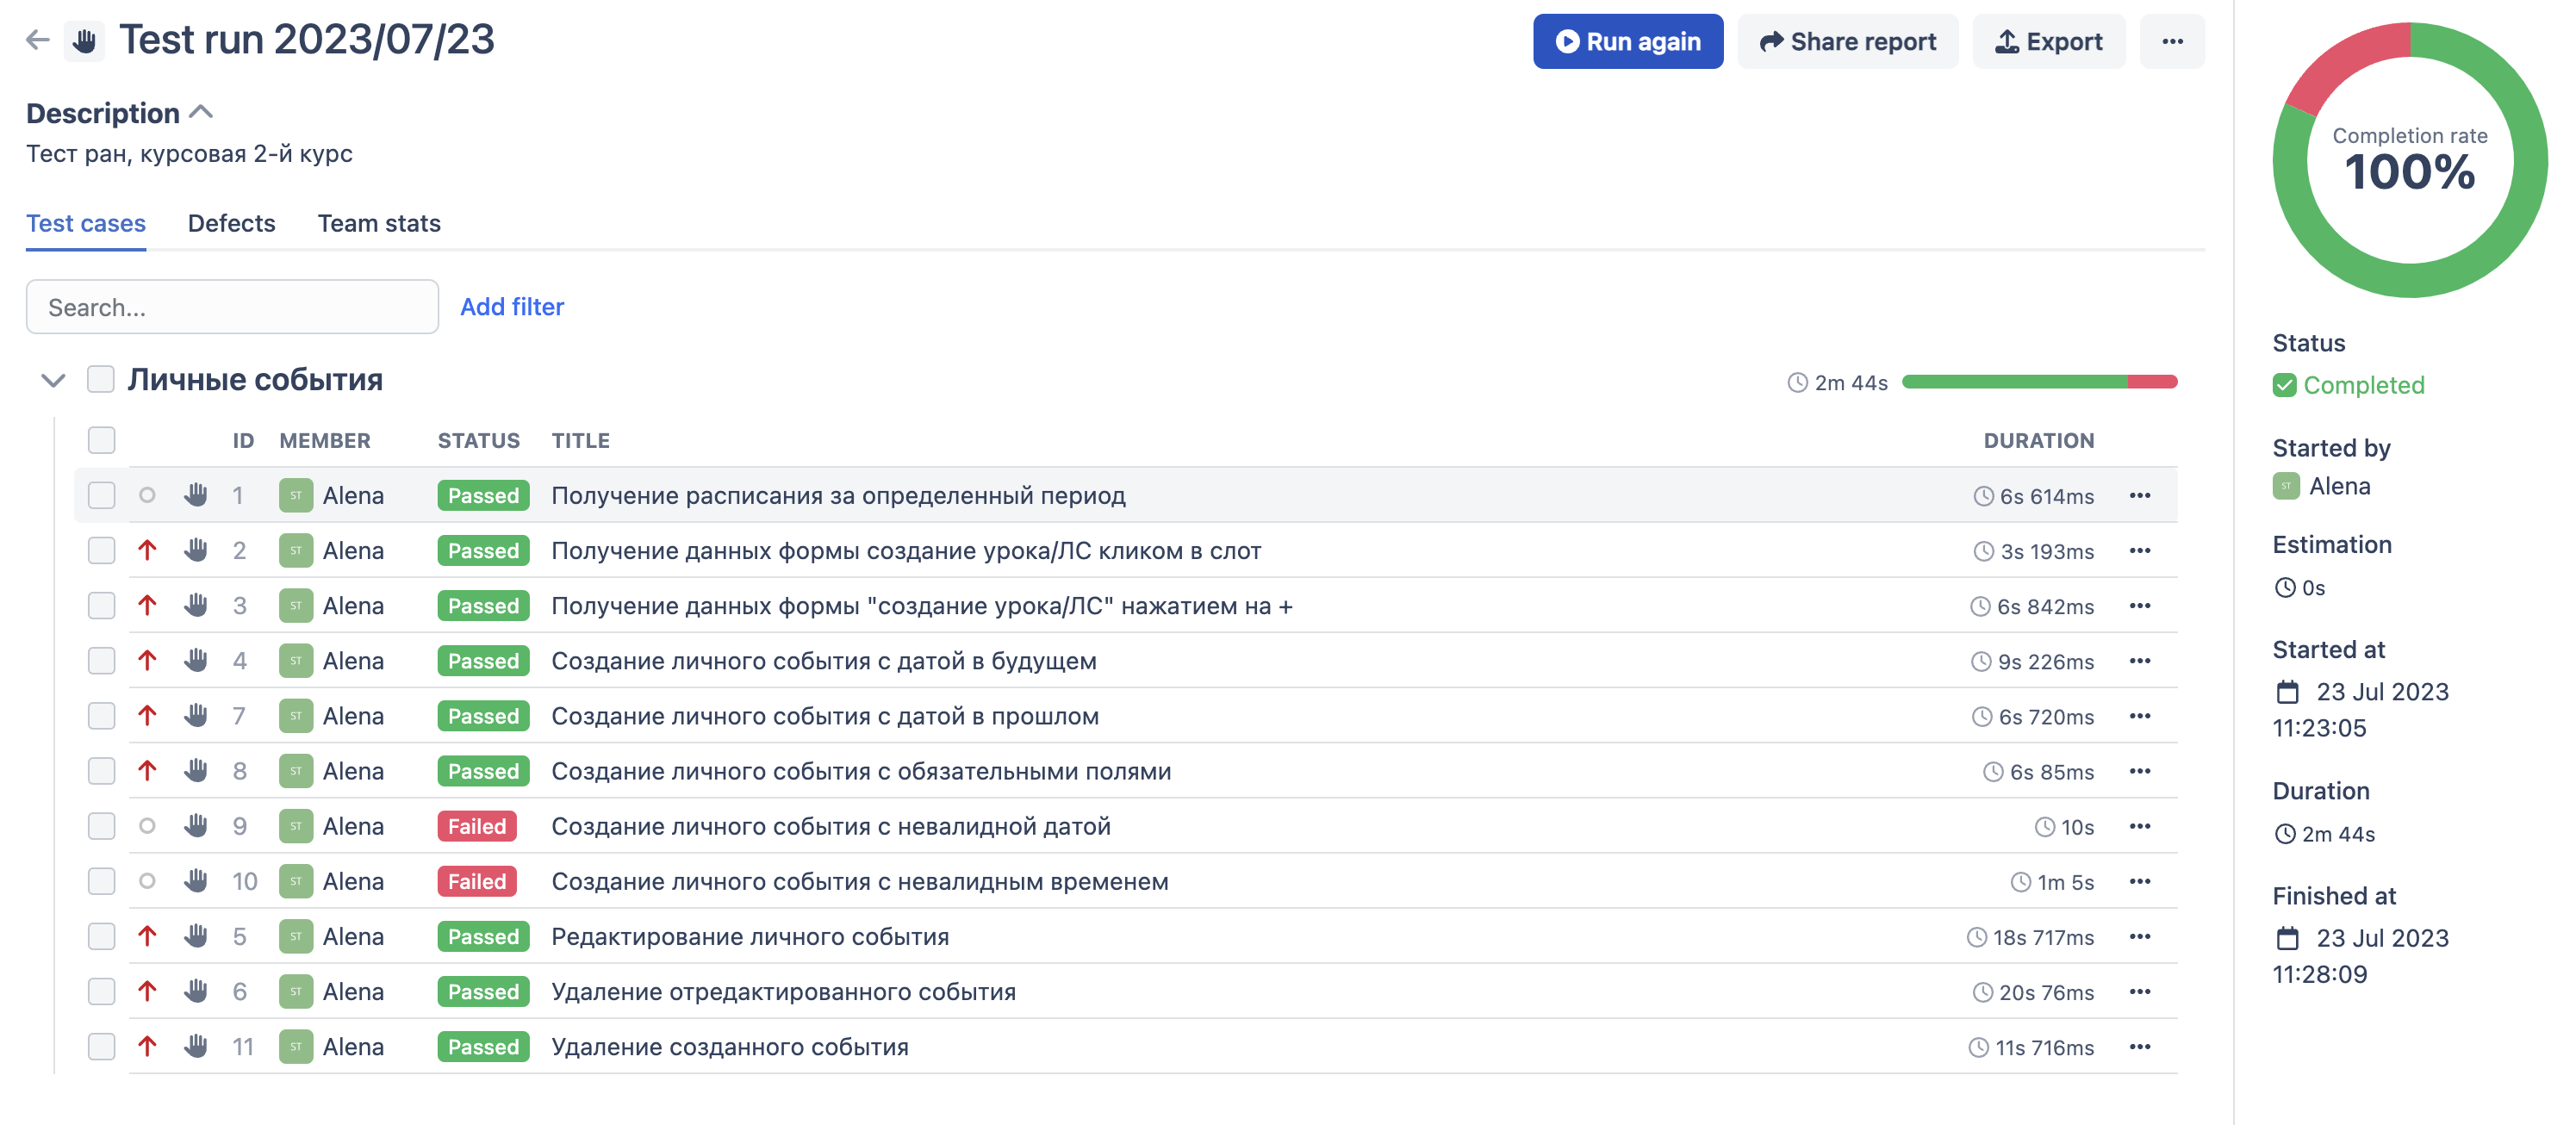 Test run 2023/07/23
Run again
Share report
Export
Description
Тест ран, курсовая 2-й курс
Test cases Defects Team stats
Search...
Add filter
Личные события
2m 44s
ID MEMBER STATUS TITLE DURATION
1 ST Alena Passed Получение расписания за определенный период 6s 614ms
2 ST Alena Passed Получение данных формы создание урока/ЛС кликом в слот 3s 193ms
3 ST Alena Passed Получение данных формы "создание урока/ЛС" нажатием на + 6s 842ms
4 ST Alena Passed Создание личного события с датой в будущем 9s 226ms
7 ST Alena Passed Создание личного события с датой в прошлом 6s 720ms
8 ST Alena Passed Создание личного события с обязательными полями 6s 85ms
9 ST Alena Failed Создание личного события с невалидной датой 10s
10 ST Alena Failed Создание личного события с невалидным временем 1m 5s
5 ST Alena Passed Редактирование личного события 18s 717ms
6 ST Alena Passed Удаление отредактированного события 20s 76ms
11 ST Alena Passed Удаление созданного события 11s 716ms
Completion rate
100%
Status
Completed
Started by
ST Alena
Estimation
0s
Started at
23 Jul 2023
11:23:05
Duration
2m 44s
Finished at
23 Jul 2023
11:28:09